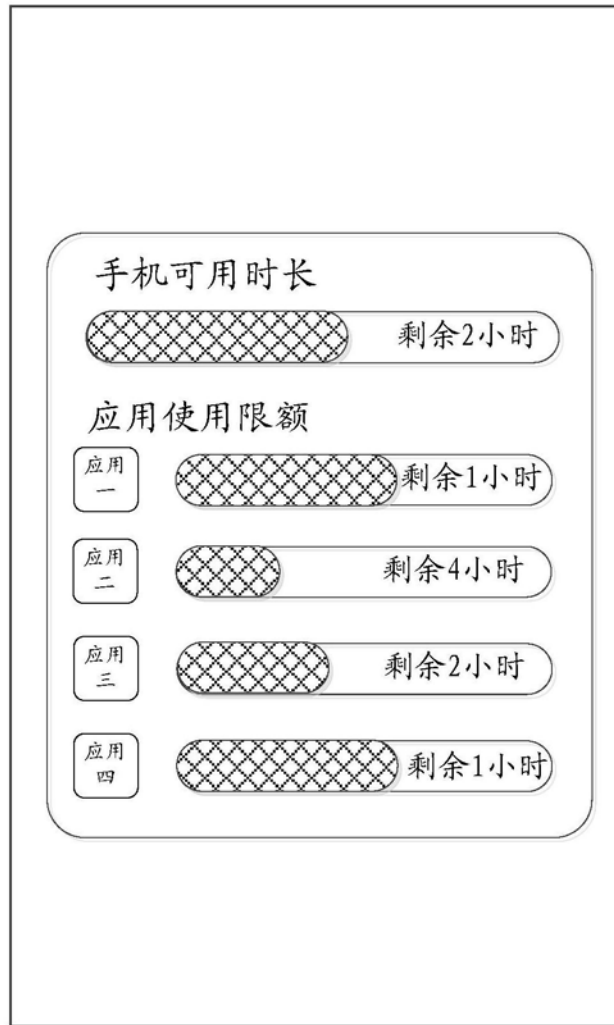 手机可用时长
剩余2小时
应用使用限额
应用
一
剩余1小时
应用
二
剩余4小时
应用
三
剩余2小时
应用
四
剩余1小时